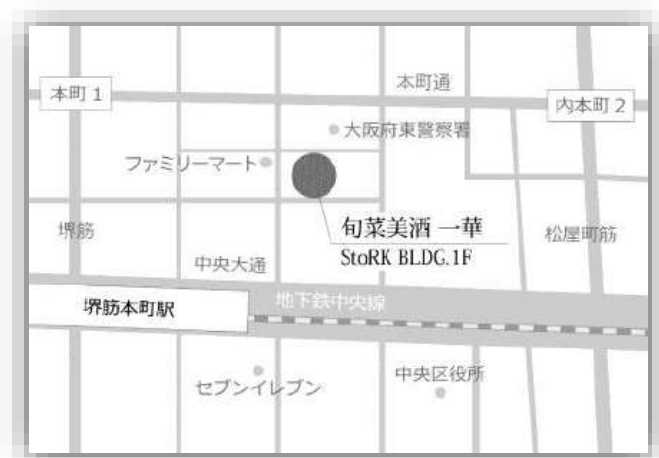 本町通
本町 1
内本町 2
大阪府東警察署
ファミリーマート
旬菜美酒 一華
StoRK BLDG.1F
堺筋
松屋町筋
中央大通
地下鉄中央線
堺筋本町駅
中央区役所
セブンイレブン